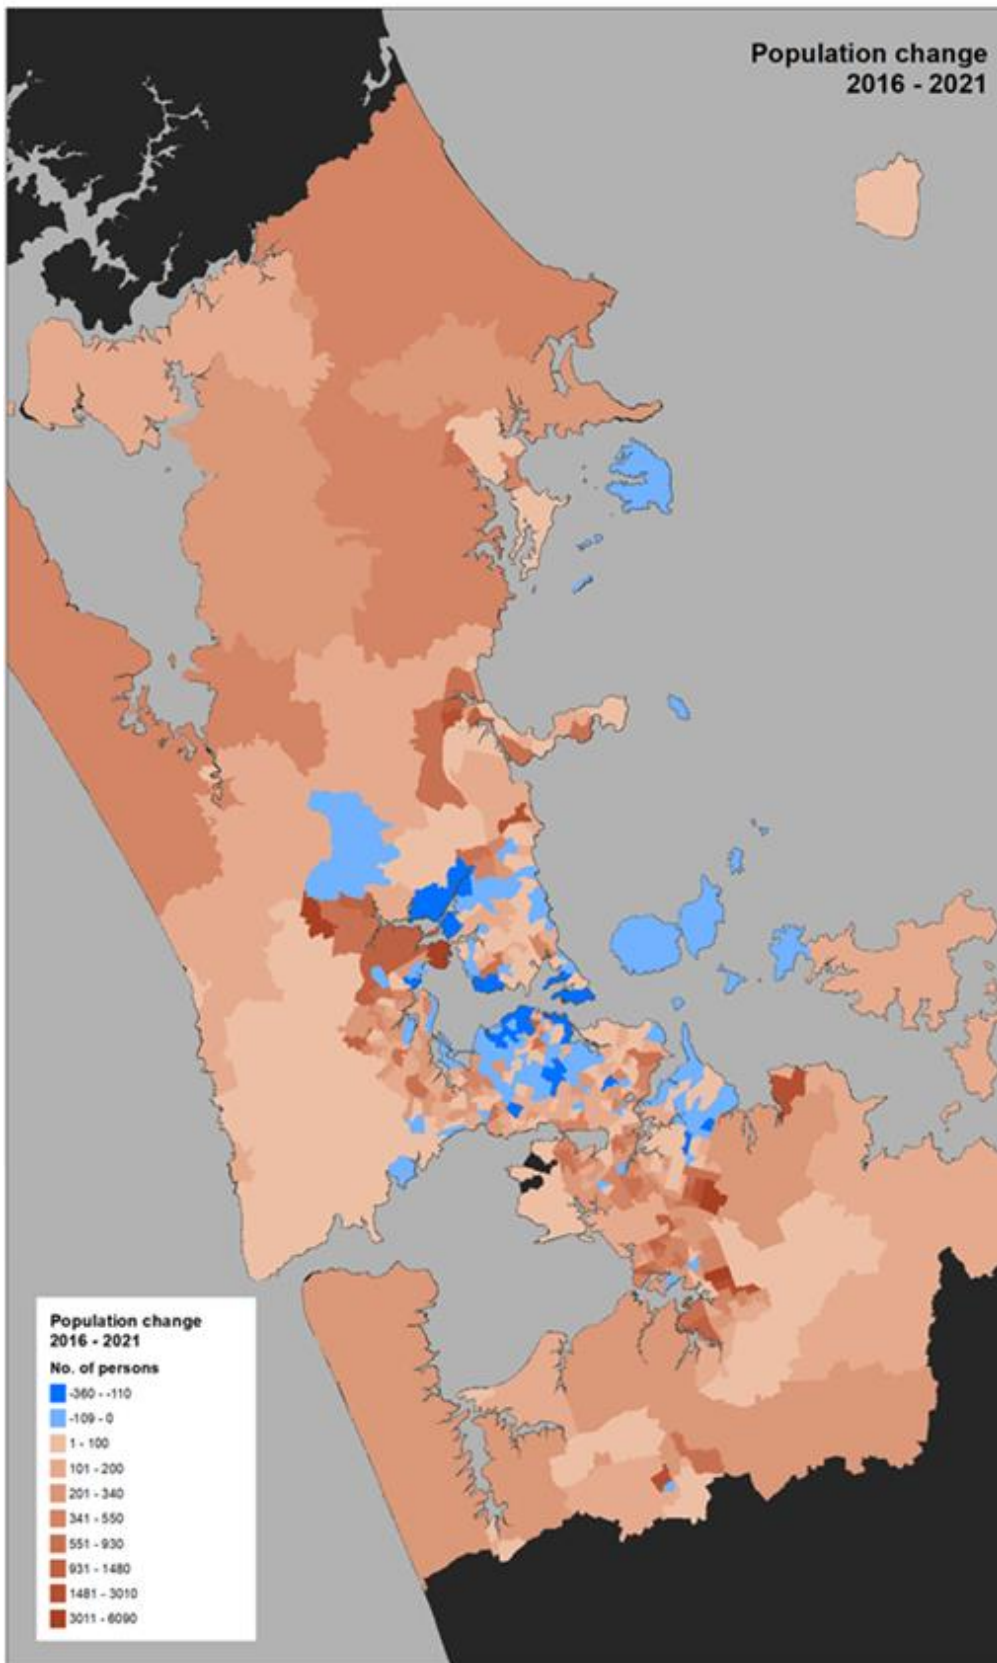 Population change
2016 - 2021
Population change
2016 - 2021
No. of persons
-360 - -110
-109 - 0
1 - 100
101 - 200
201 - 340
341 - 550
551 - 930
931 - 1480
1481 - 3010
3011 - 6090